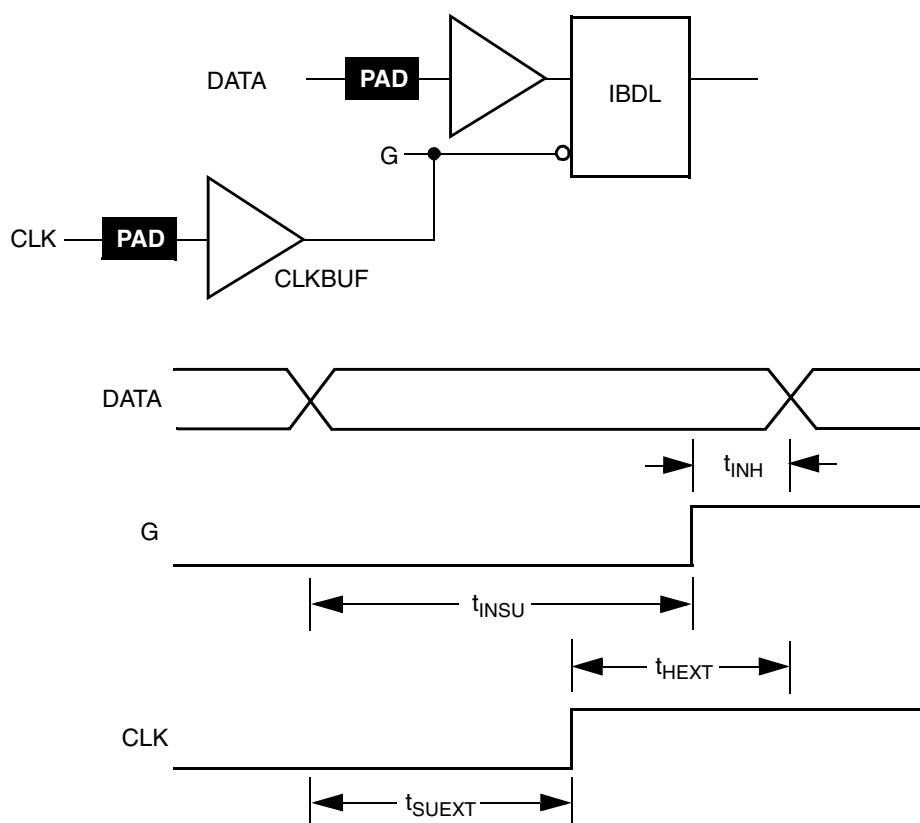 DATA
PAD
IBDL
G
CLK
PAD
CLKBUF
DATA
tINH
G
tINSU
tHEXT
CLK
tSUEXT